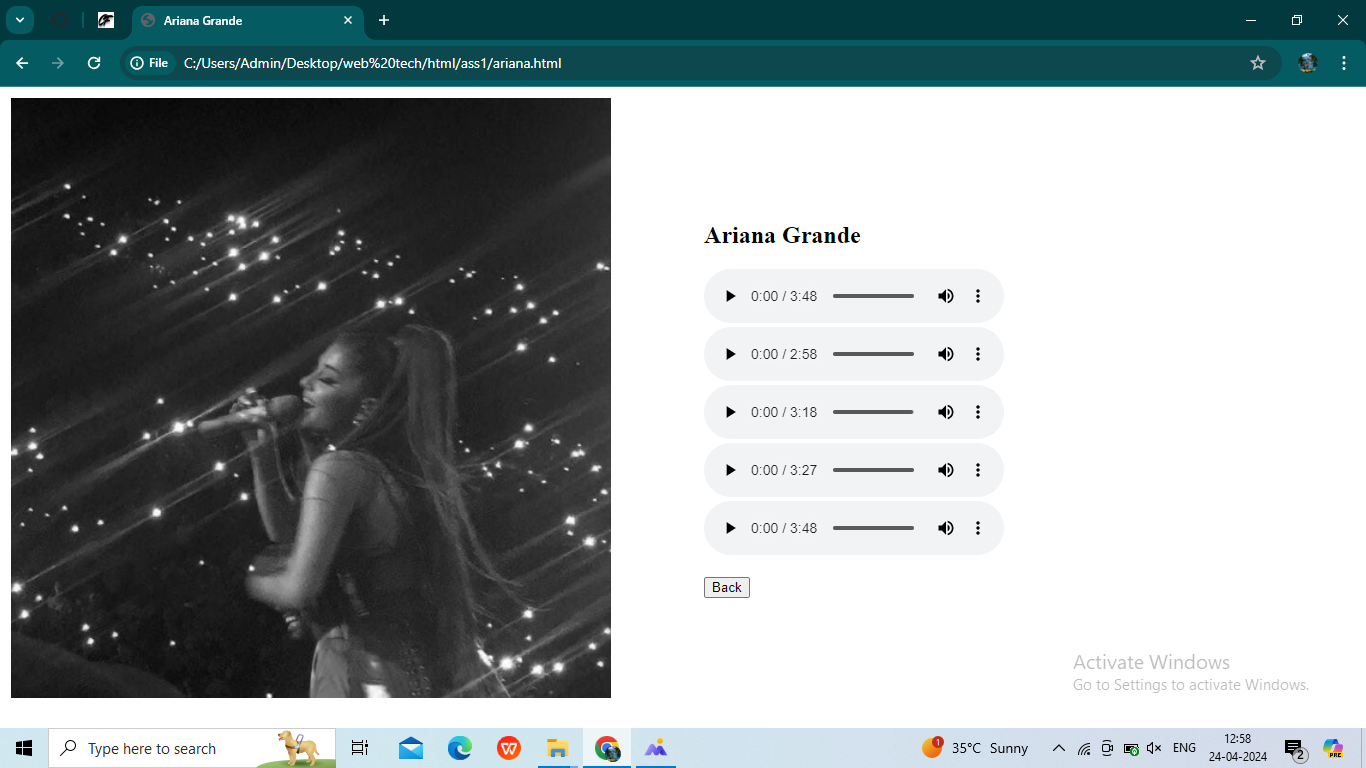 Ariana Grande
File
C:/Users/Admin/Desktop/web%20tech/html/ass1/ariana.html
Ariana Grande
0:00 / 3:48
0:00 / 2:58
0:00 / 3:18
0:00 / 3:27
0:00 / 3:48
Back
Activate Windows
Go to Settings to activate Windows.
Type here to search
W
1
35°C Sunny
ENG
12:58
24-04-2024
2
PRE